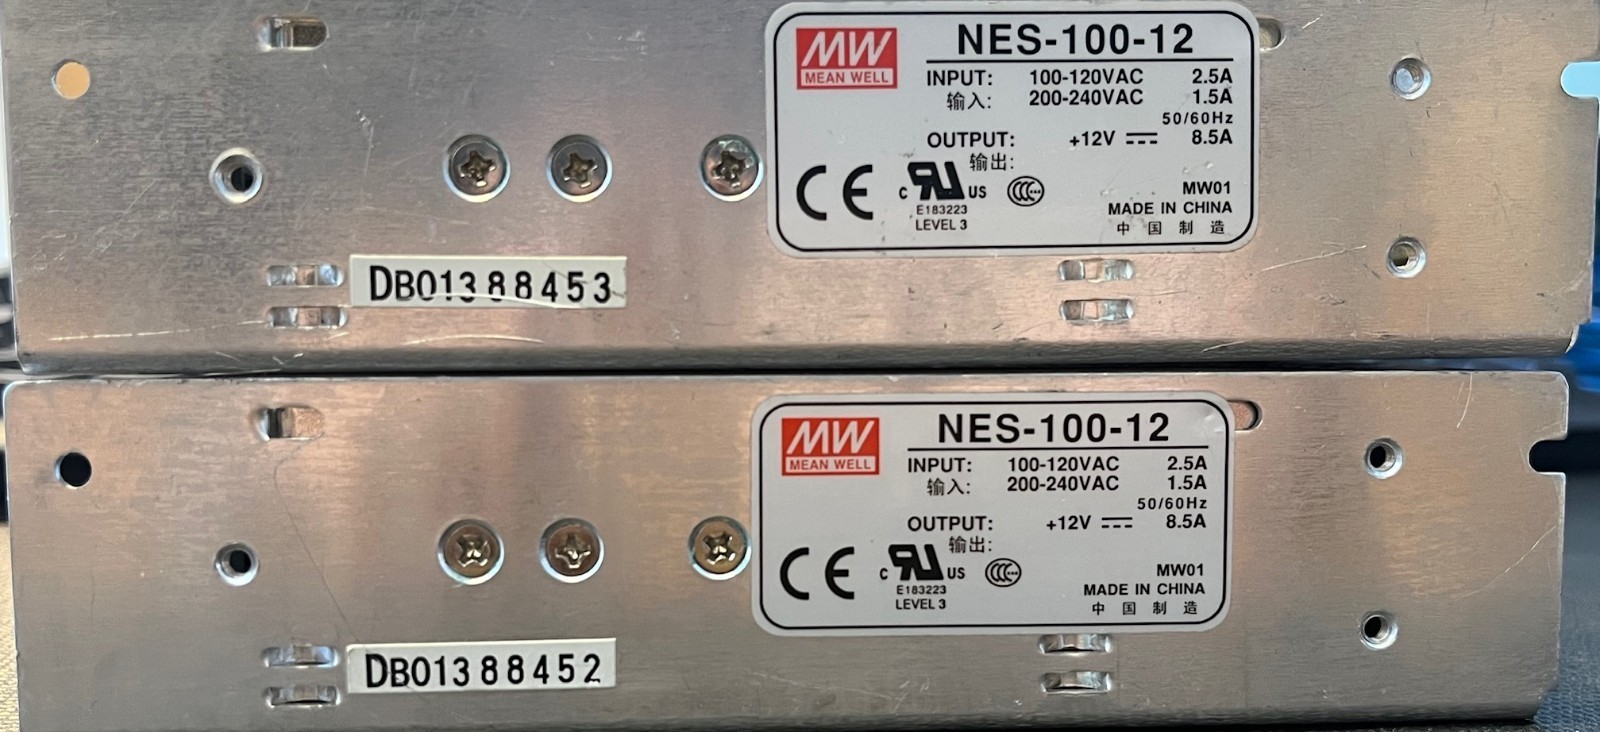 MW
MEAN WELL
NES-100-12
INPUT: 100-120VAC 2.5A
输入: 200-240VAC 1.5A
50/60Hz
OUTPUT: +12V 8.5A
输出:
CE c RU US CCC
E183223
LEVEL 3
MW01
MADE IN CHINA
中国制造
DB01388453
MW
MEAN WELL
NES-100-12
INPUT: 100-120VAC 2.5A
输入: 200-240VAC 1.5A
50/60Hz
OUTPUT: +12V 8.5A
输出:
CE c RU US CCC
E183223
LEVEL 3
MW01
MADE IN CHINA
中国制造
DB01388452